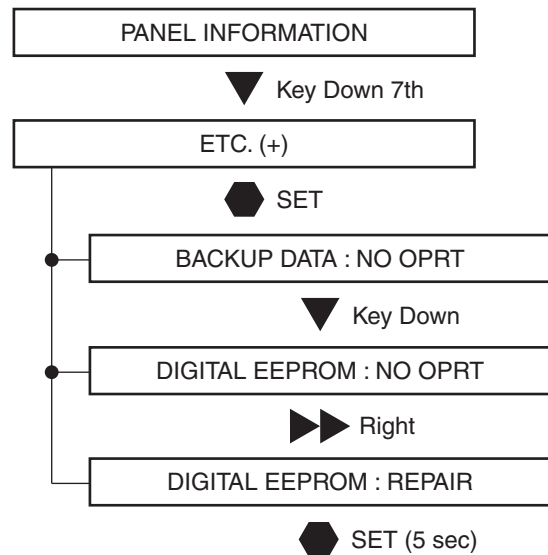 PANEL INFORMATION
Key Down 7th
ETC. (+)
SET
BACKUP DATA : NO OPRT
Key Down
DIGITAL EEPROM : NO OPRT
Right
DIGITAL EEPROM : REPAIR
SET (5 sec)